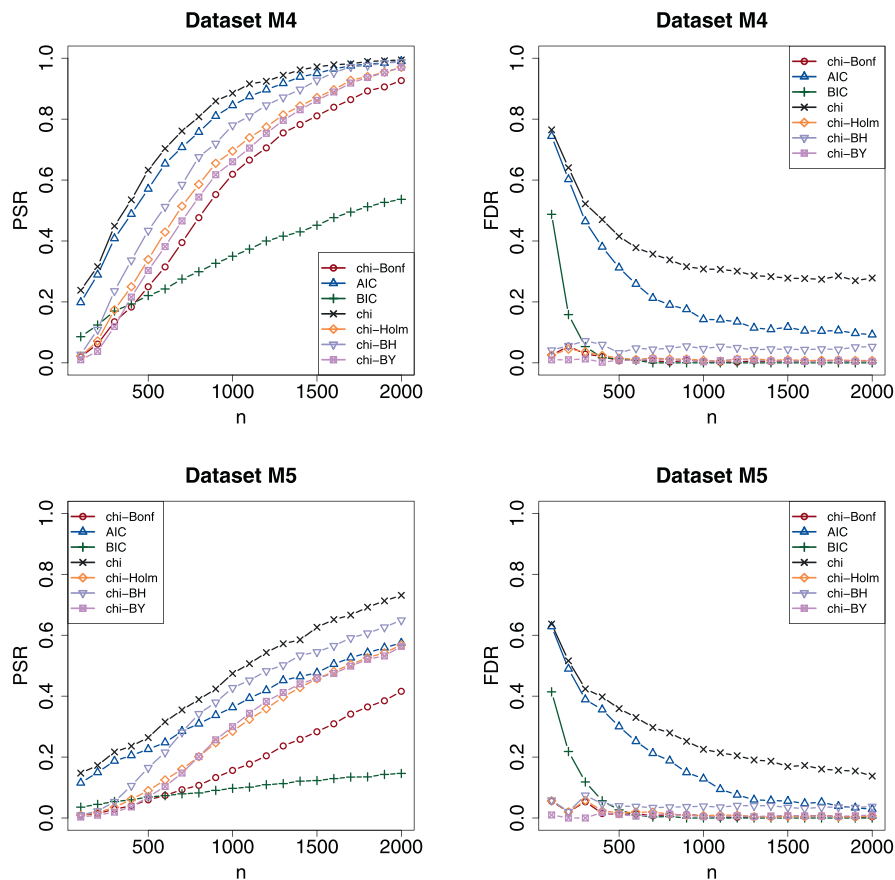 Dataset M4
PSR
1.0
0.8
0.6
0.4
0.2
0.0
500
1000
1500
2000
n
chi−Bonf
AIC
BIC
chi
chi−Holm
chi−BH
chi−BY
Dataset M4
FDR
1.0
0.8
0.6
0.4
0.2
0.0
500
1000
1500
2000
n
chi−Bonf
AIC
BIC
chi
chi−Holm
chi−BH
chi−BY
Dataset M5
PSR
1.0
0.8
0.6
0.4
0.2
0.0
500
1000
1500
2000
n
chi−Bonf
AIC
BIC
chi
chi−Holm
chi−BH
chi−BY
Dataset M5
FDR
1.0
0.8
0.6
0.4
0.2
0.0
500
1000
1500
2000
n
chi−Bonf
AIC
BIC
chi
chi−Holm
chi−BH
chi−BY